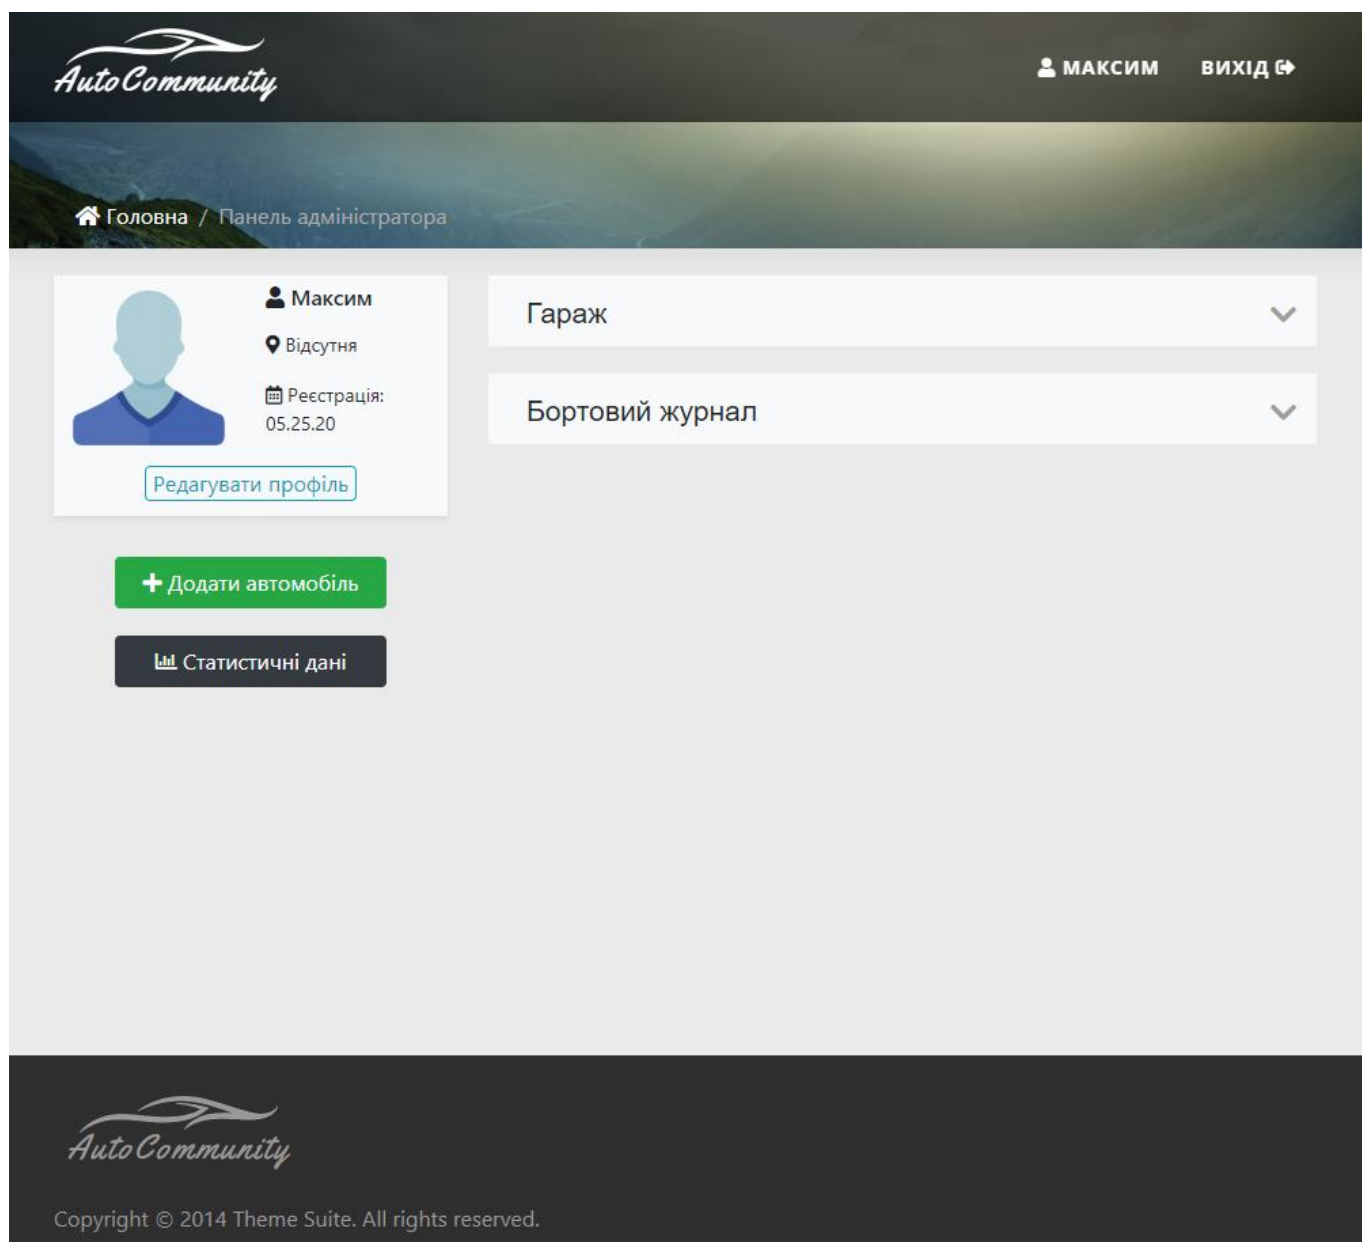 AutoCommunity
МАКСИМ ВИХІД
Головна / Панель адміністратора
Максим
Відсутня
Реєстрація:
05.25.20
Редагувати профіль
Додати автомобіль
Статистичні дані
Гараж
Бортовий журнал
AutoCommunity
Copyright © 2014 Theme Suite. All rights reserved.